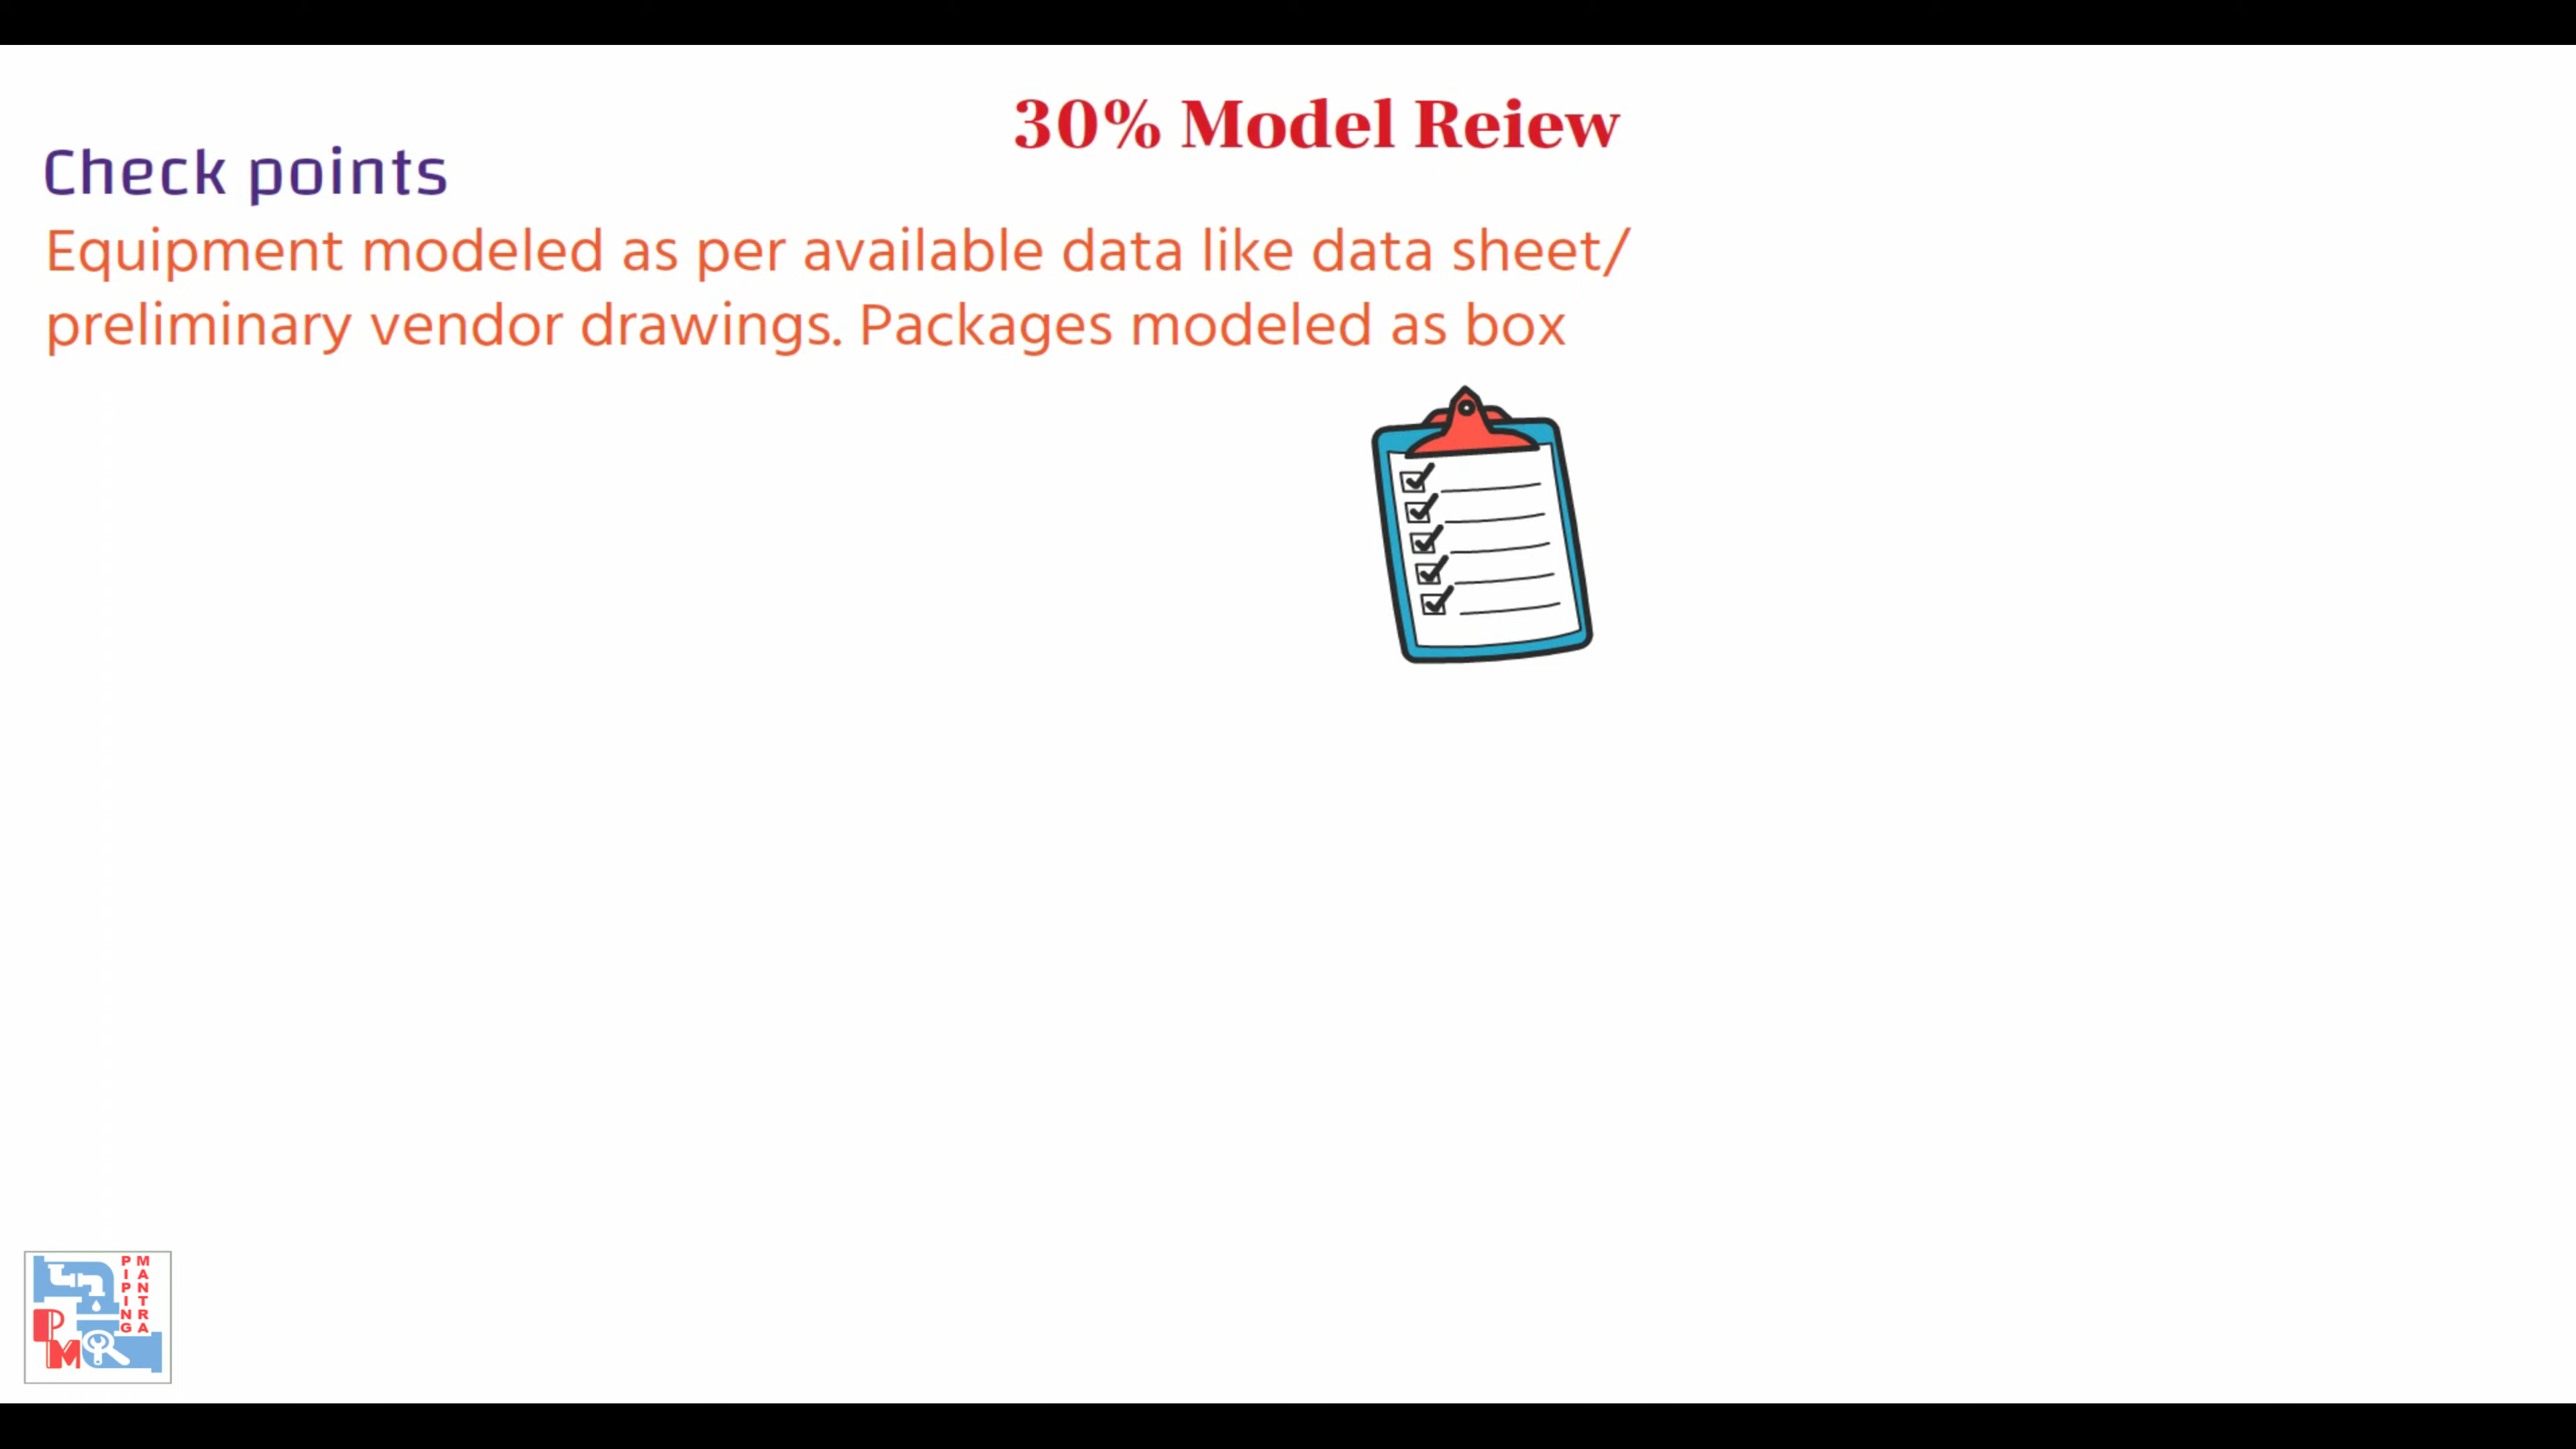 30% Model Reiew
Check points
Equipment modeled as per available data like data sheet/
preliminary vendor drawings. Packages modeled as box
PIPING
MANTRA
PM